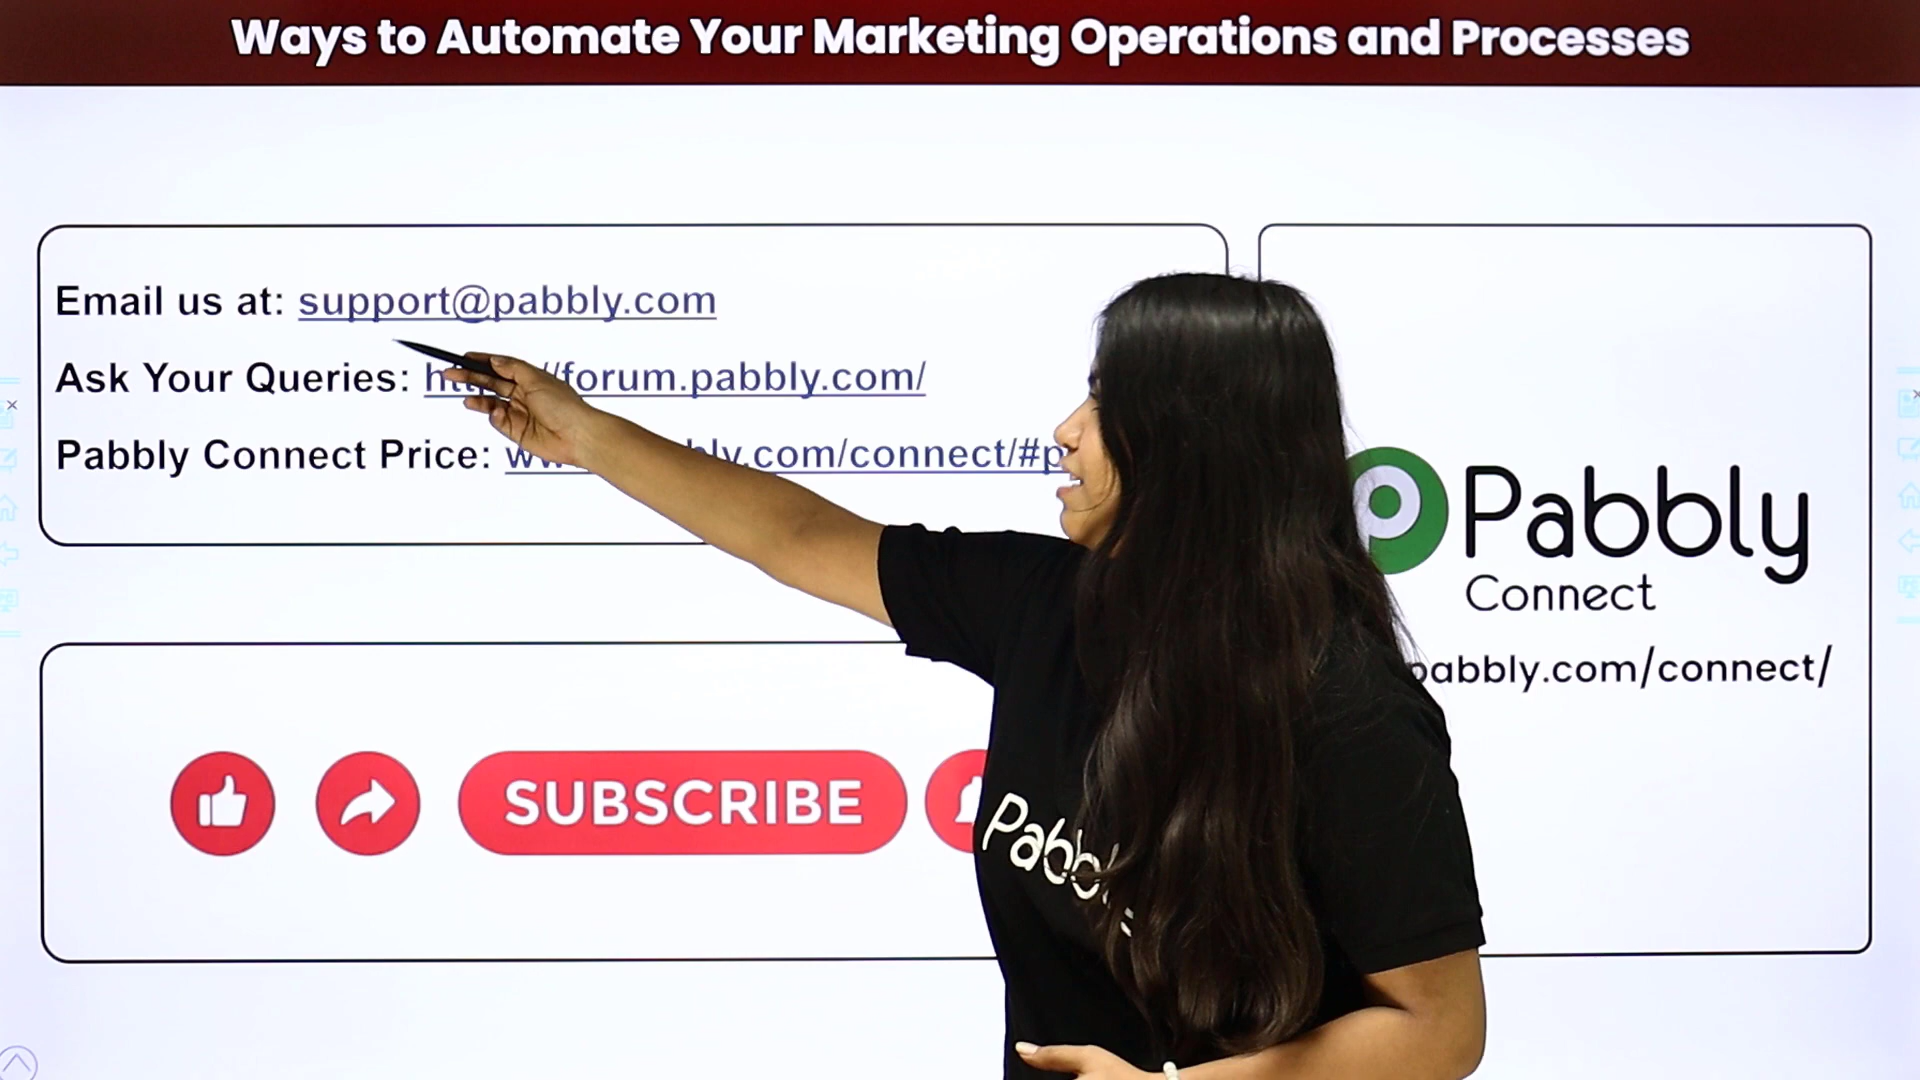 Ways to Automate Your Marketing Operations and Processes
Email us at: support@pabbly.com
Ask Your Queries: //forum.pabbly.com/
Pabbly Connect Price: .com/connect/#p
Pabbly
Connect
pabbly.com/connect/
SUBSCRIBE
Pabbl